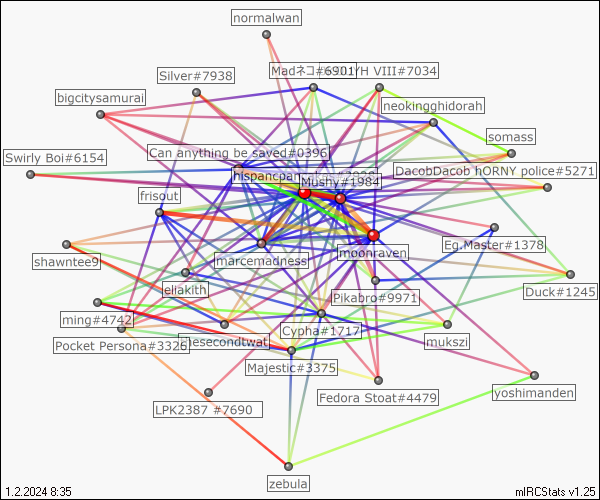 normalwan
Silver#7938
Madネコ#6901
YH VIII#7034
bigcitysamurai
neokingghidorah
somass
Can anything be saved#0396
Swirly Boi#6154
DacobDacob hORNY police#5271
hispancpan
Mushy#1984
frisout
Eg.Master#1378
moonraven
marcemadness
shawntee9
eliakith
Pikabro#9971
Duck#1245
ming#4742
Cypha#1717
mukszi
Pocket Persona#3326
hesecondtwat
Majestic#3375
yoshimanden
Fedora Stoat#4479
LPK2387 #7690
zebula
1.2.2024 8:35
mIRCStats v1.25